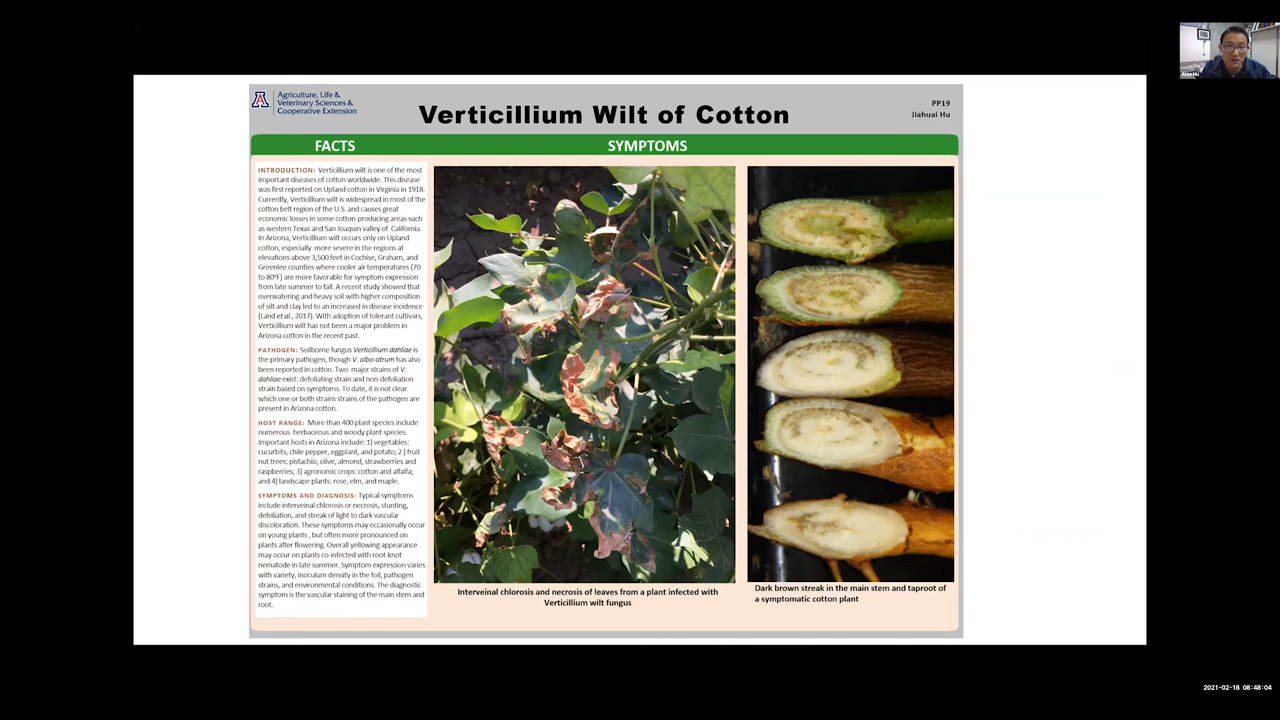 Agriculture, Life &
Veterinary Sciences &
Cooperative Extension
Verticillium Wilt of Cotton
PP19
Jiahuai Hu
FACTS
SYMPTOMS
INTRODUCTION: Verticillium wilt is one of the most
important diseases of cotton worldwide. This disease
was first reported on Upland cotton in Virginia in 1918.
Currently, Verticillium wilt is widespread in most of the
cotton belt region of the U.S. and causes great
economic losses in some cotton-producing areas such
as western Texas and San Joaquin valley of California.
In Arizona, Verticillium wilt occurs only on Upland
cotton, especially more severe in the regions at
elevations above 3,500 feet in Cochise, Graham, and
Greenlee counties where cooler air temperatures (70
to 80ºF) are more favorable for symptom expression
from late summer to fall. A recent study showed that
overwatering and heavy soil with higher composition
of silt and clay led to an increased in disease incidence
(Land et al., 2017). With adoption of tolerant cultivars,
Verticillium wilt has not been a major problem in
Arizona cotton in the recent past.
PATHOGEN: Soilborne fungus Verticillium dahliae is
the primary pathogen, though V. albo-atrum has also
been reported in cotton. Two major strains of V.
dahliae exist: defoliating strain and non-defoliation
strain based on symptoms. To date, it is not clear
which one or both strains strains of the pathogen are
present in Arizona cotton.
HOST RANGE: More than 400 plant species include
numerous herbaceous and woody plant species.
Important hosts in Arizona include: 1) vegetables:
cucurbits, chile pepper, eggplant, and potato; 2 ) fruit
nut trees: pistachio, olive, almond, strawberries and
raspberries; 3) agronomic crops: cotton and alfalfa;
and 4) landscape plants: rose, elm, and maple.
SYMPTOMS AND DIAGNOSIS: Typical symptoms
include interveinal chlorosis or necrosis, stunting,
defoliation, and streak of light to dark vascular
discoloration. These symptoms may occasionally occur
on young plants , but often more pronounced on
plants after flowering. Overall yellowing appearance
may occur on plants co-infected with root-knot
nematode in late summer. Symptom expression varies
with variety, inoculum density in the foil, pathogen
strains, and environmental conditions. The diagnostic
symptom is the vascular staining of the main stem and
root.
Interveinal chlorosis and necrosis of leaves from a plant infected with
Verticillium wilt fungus
Dark brown streak in the main stem and taproot of
a symptomatic cotton plant
Alex Hu
2021-02-18 08:48:04